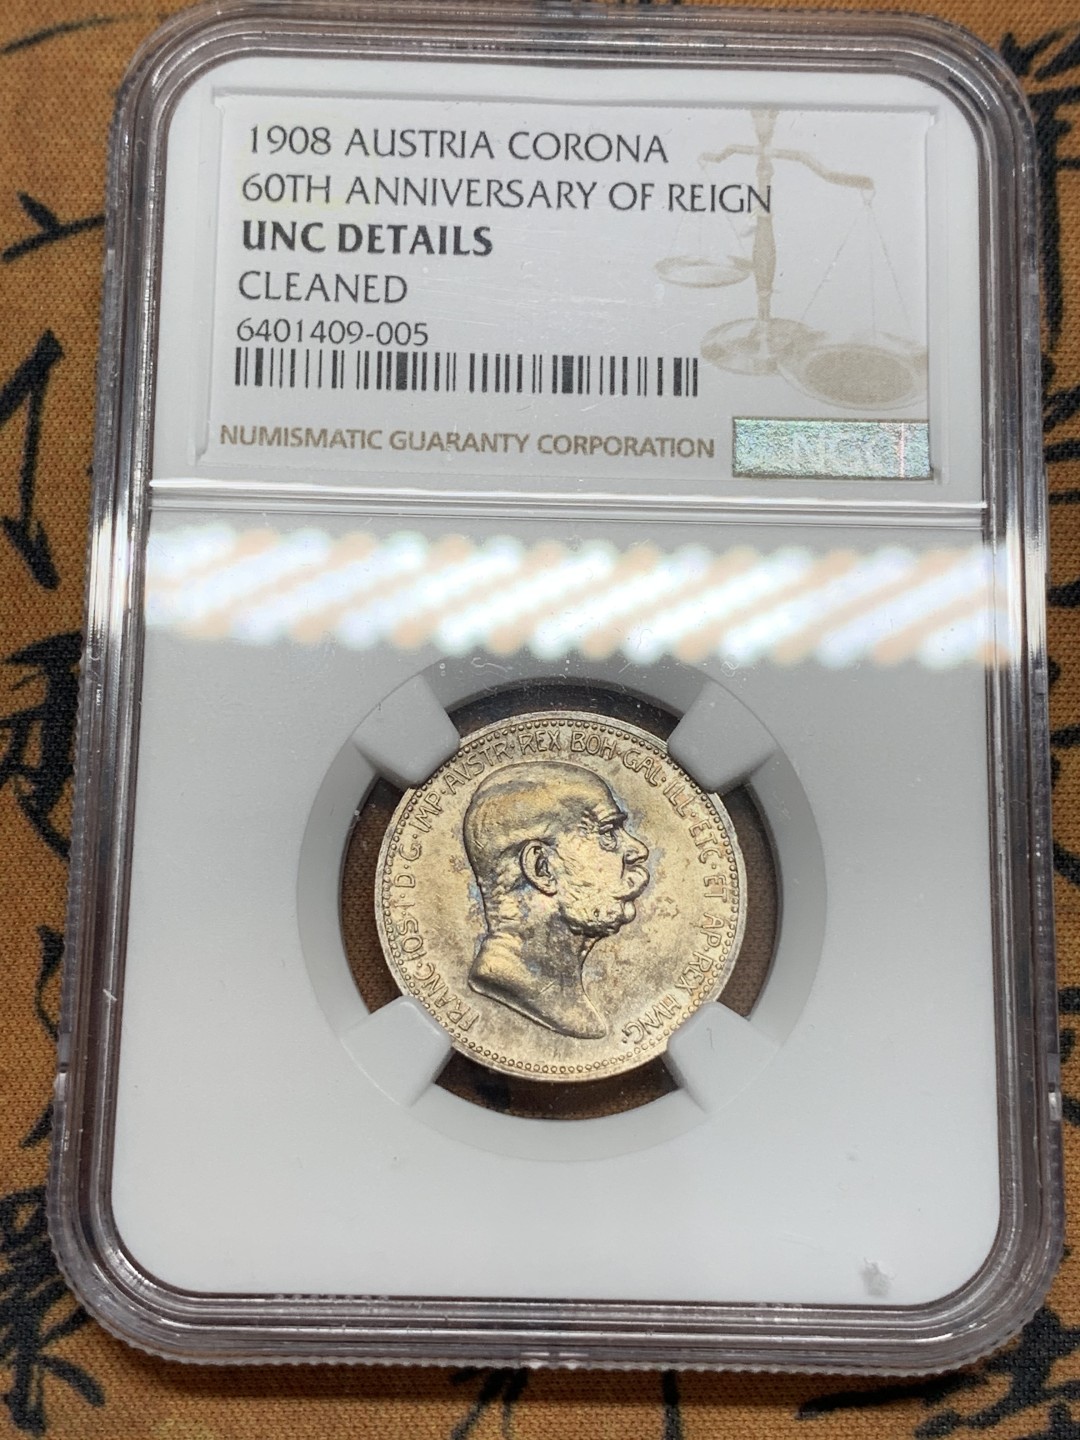 1908 AUSTRIA CORONA
60TH ANNIVERSARY OF REIGN
UNC DETAILS
CLEANED
6401409-005
NUMISMATIC GUARANTY CORPORATION
NGC
FRANC·IOS·I·D·G·IMP·AVSTR·REX BOH·GAL·ILL·ETC·ET AP·REX HVNG·